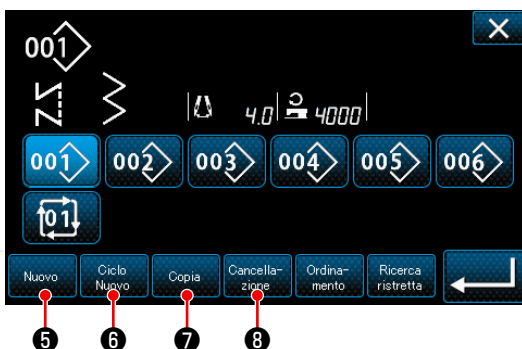 001
4.0 4000
001 002 003 004 005 006
01
Nuovo Ciclo Nuovo Copia Cancella-zione Ordina-mento Ricerca ristretta
5 6 7 8